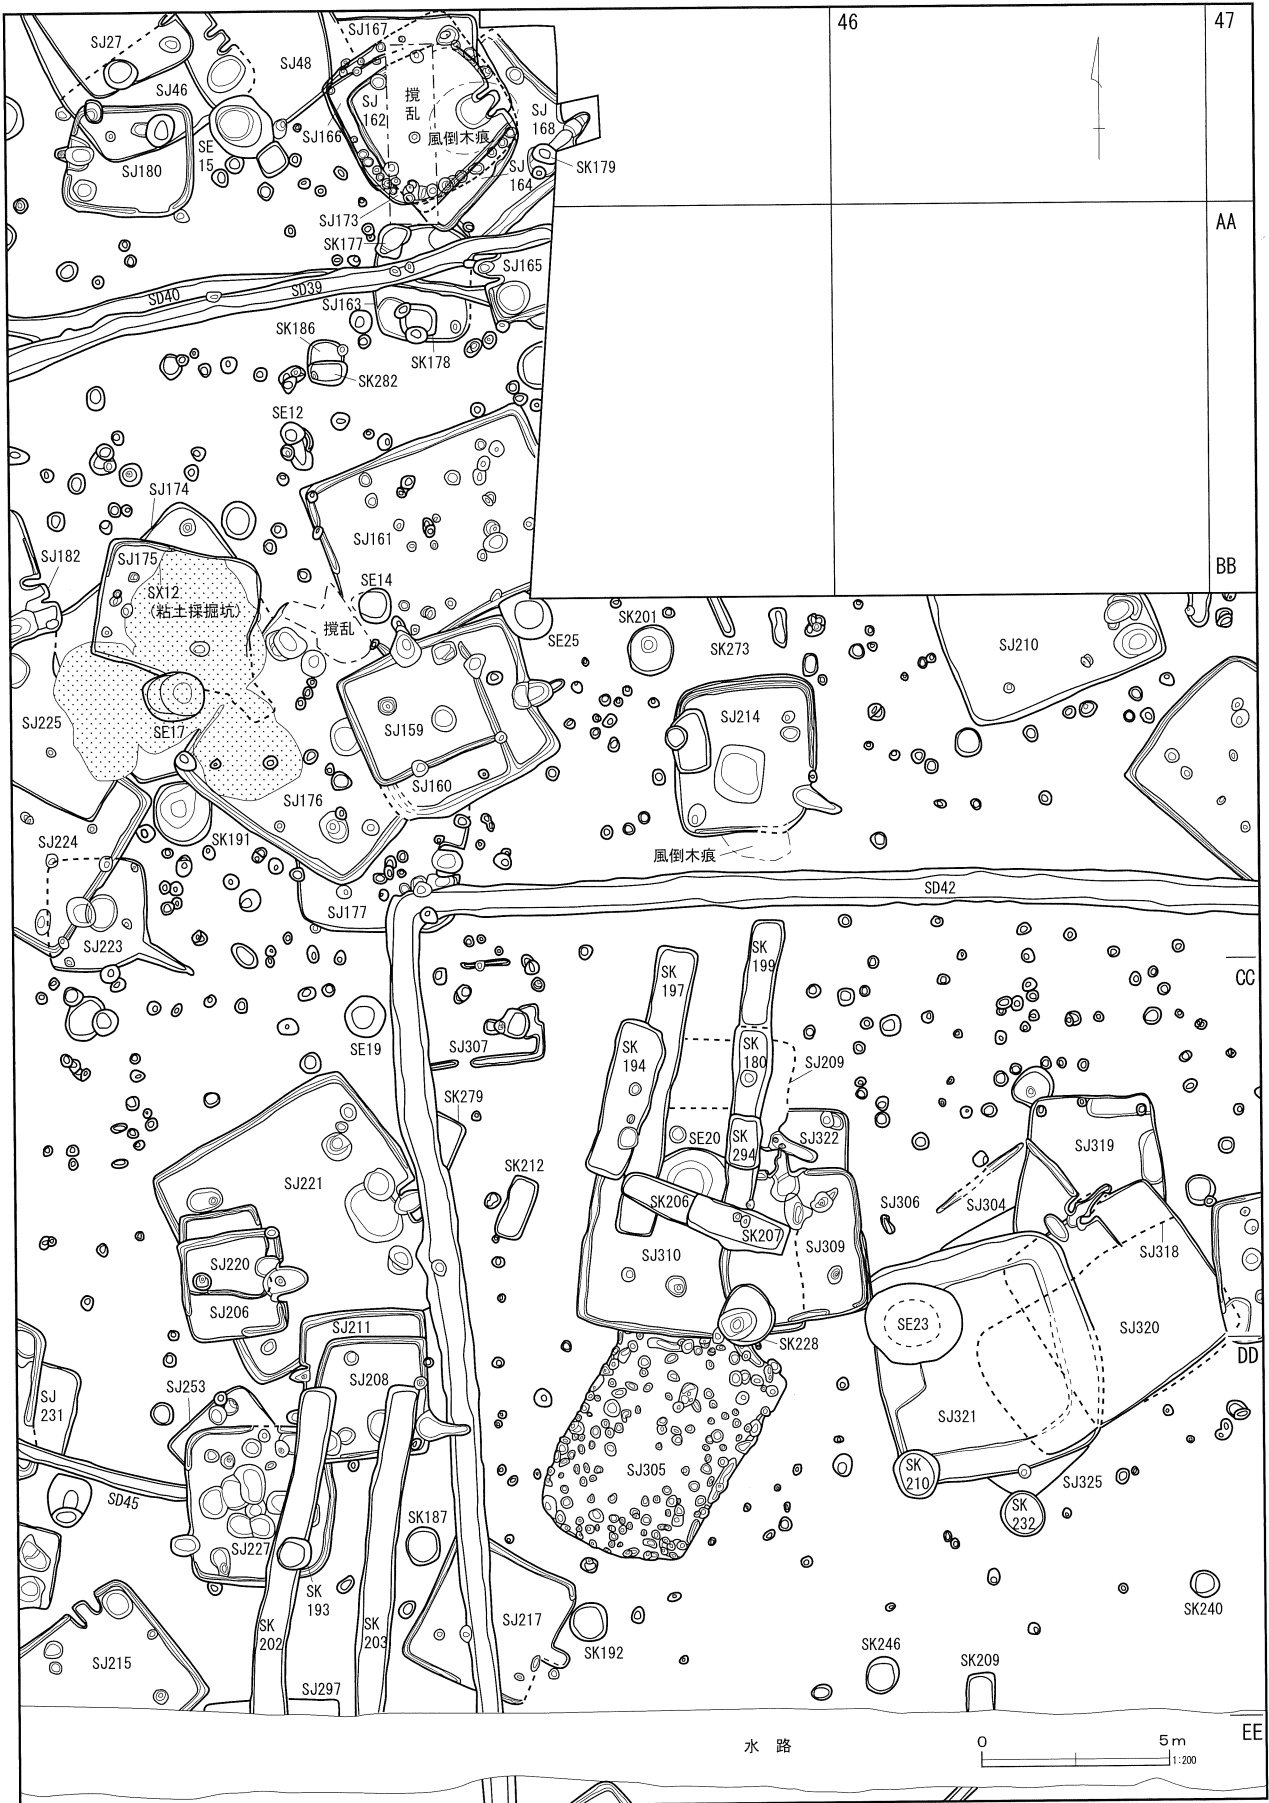 46
47
SJ27
SJ167
SJ48
SJ46
SJ
162
攪
乱
SJ
168
SJ166
風倒木痕
SE
15
SK179
SJ180
SJ
164
SJ173
AA
SK177
SJ165
SD40
SD39
SJ163
SK186
SK178
SK282
SE12
SJ174
SJ161
SJ182
SJ175
BB
SE14
SX12
(粘土採掘坑)
攪乱
SK201
SE25
SK273
SJ210
SJ225
SE17
SJ159
SJ214
SJ160
SJ176
SJ224
SK191
風倒木痕
SD42
SJ177
SJ223
SK
199
CC
SK
197
SE19
SJ307
SK
194
SK
180
SJ209
SK279
SE20
SK
294
SJ322
SJ319
SK212
SJ221
SK206
SJ306
SJ304
SK207
SJ310
SJ309
SJ318
SJ220
SJ206
SJ211
SE23
SJ320
SK228
DD
SJ208
SJ253
SJ
231
SJ321
SJ305
SK
210
SJ325
SD45
SK
232
SK187
SJ227
SK
193
SK
202
SK
203
SJ217
SK192
SK240
SJ215
SK246
SK209
SJ297
水 路
0
5m
1:200
EE